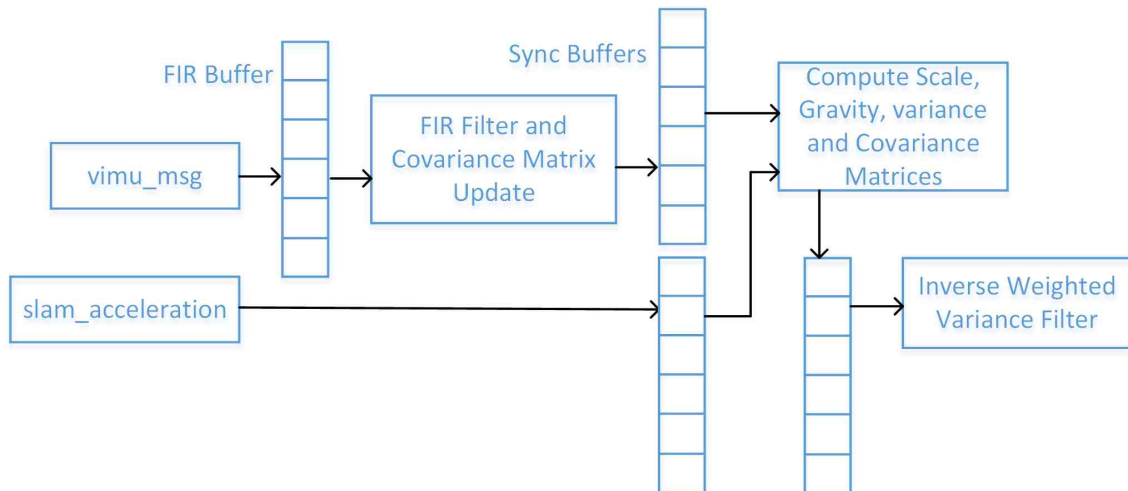 FIR Buffer
Sync Buffers
Compute Scale,
Gravity, variance
and Covariance
Matrices
FIR Filter and
Covariance Matrix
Update
vimu_msg
slam_acceleration
Inverse Weighted
Variance Filter